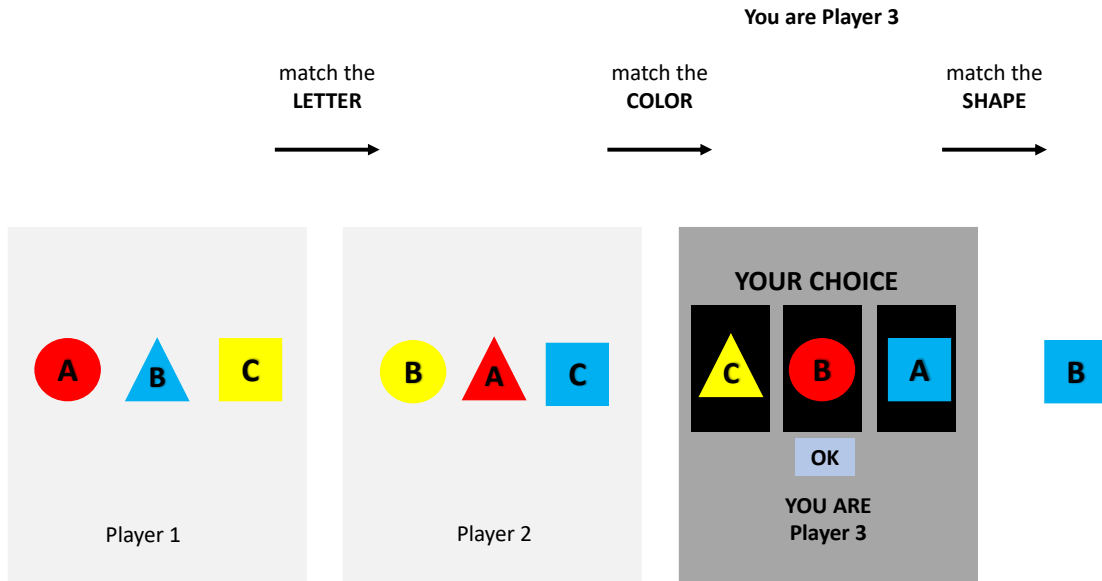 You are Player 3
match the
LETTER
match the
COLOR
match the
SHAPE
YOUR CHOICE
A B C
B A C
C B A
B
OK
Player 1
Player 2
YOU ARE
Player 3